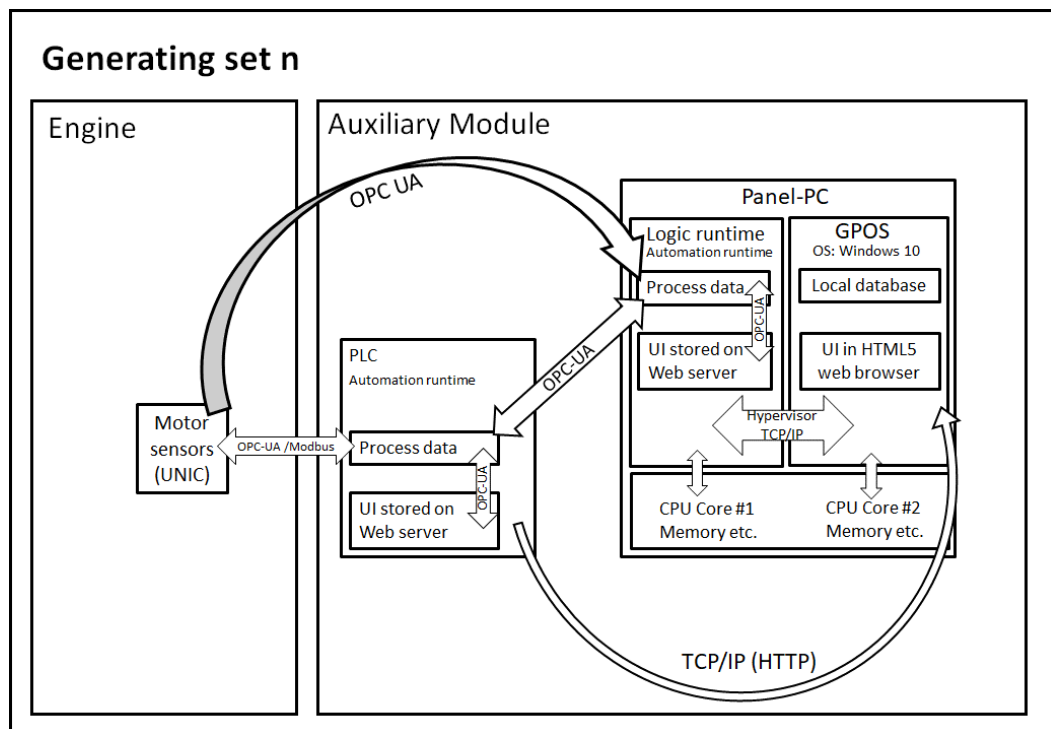 Generating set n
Engine
Auxiliary Module
OPC UA
Panel-PC
Logic runtime
Automation runtime
Process data
OPC-UA
UI stored on
Web server
GPOS
OS: Windows 10
Local database
UI in HTML5
web browser
Hypervisor
TCP/IP
CPU Core #1
Memory etc.
CPU Core #2
Memory etc.
OPC-UA
PLC
Automation runtime
Motor
sensors
(UNIC)
OPC-UA /Modbus
Process data
OPC-UA
UI stored on
Web server
TCP/IP (HTTP)